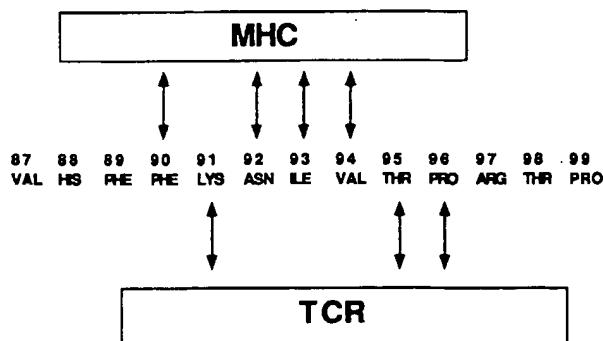 MHC
87 88 89 90 91 92 93 94 95 96 97 98 99
VAL HIS PHE PHE LYS ASN ILE VAL THR PRO ARG THR PRO
TCR